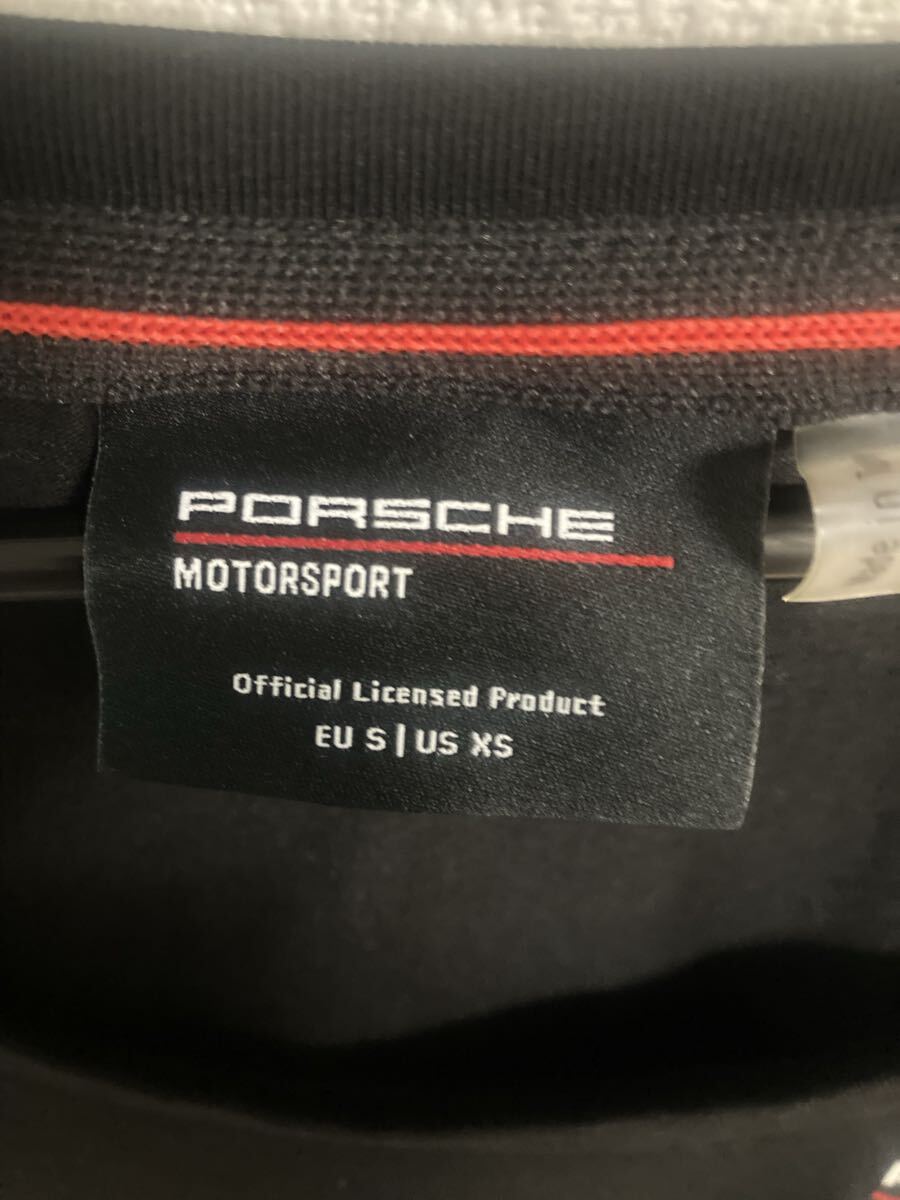 PORSCHE
MOTORSPORT
Official Licensed Product
EU S | US XS